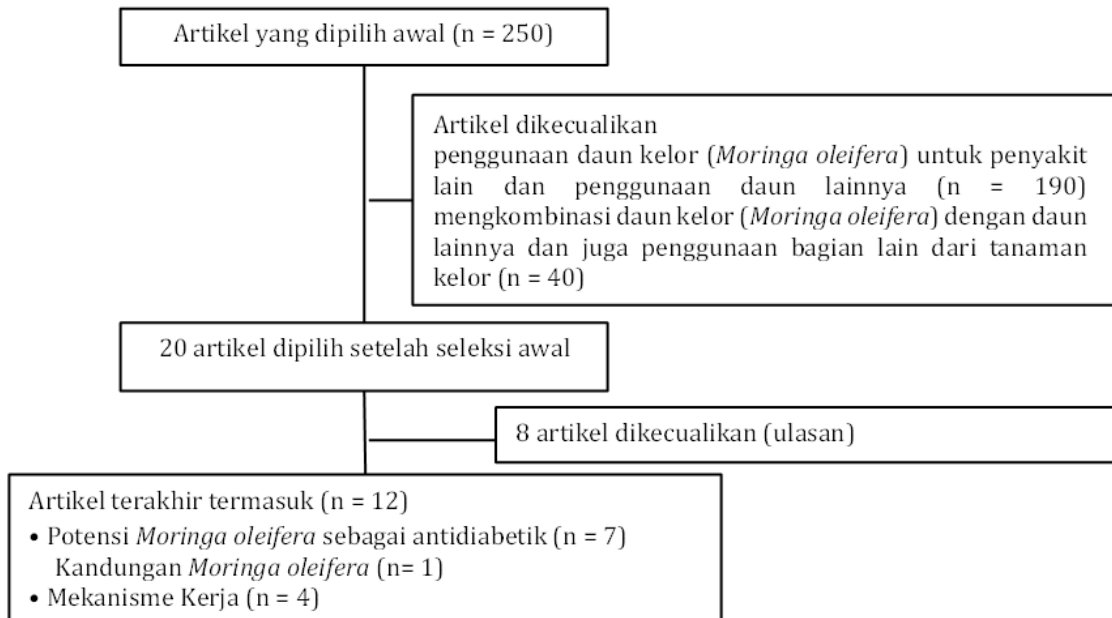 Artikel yang dipilih awal (n = 250)
Artikel dikecualikan
penggunaan daun kelor (Moringa oleifera) untuk penyakit
lain dan penggunaan daun lainnya (n = 190)
mengkombinasi daun kelor (Moringa oleifera) dengan daun
lainnya dan juga penggunaan bagian lain dari tanaman
kelor (n = 40)
20 artikel dipilih setelah seleksi awal
8 artikel dikecualikan (ulasan)
Artikel terakhir termasuk (n = 12)
• Potensi Moringa oleifera sebagai antidiabetik (n = 7)
Kandungan Moringa oleifera (n= 1)
• Mekanisme Kerja (n = 4)